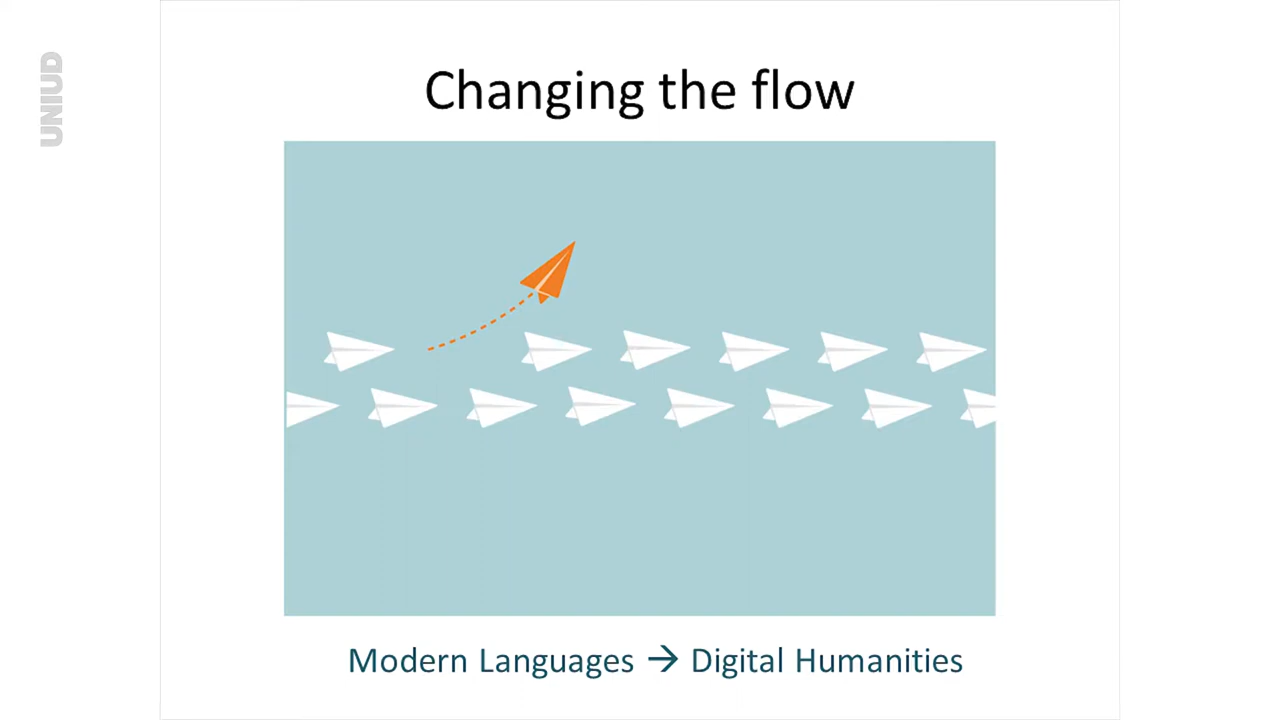 UNIUD
Changing the flow
Modern Languages → Digital Humanities